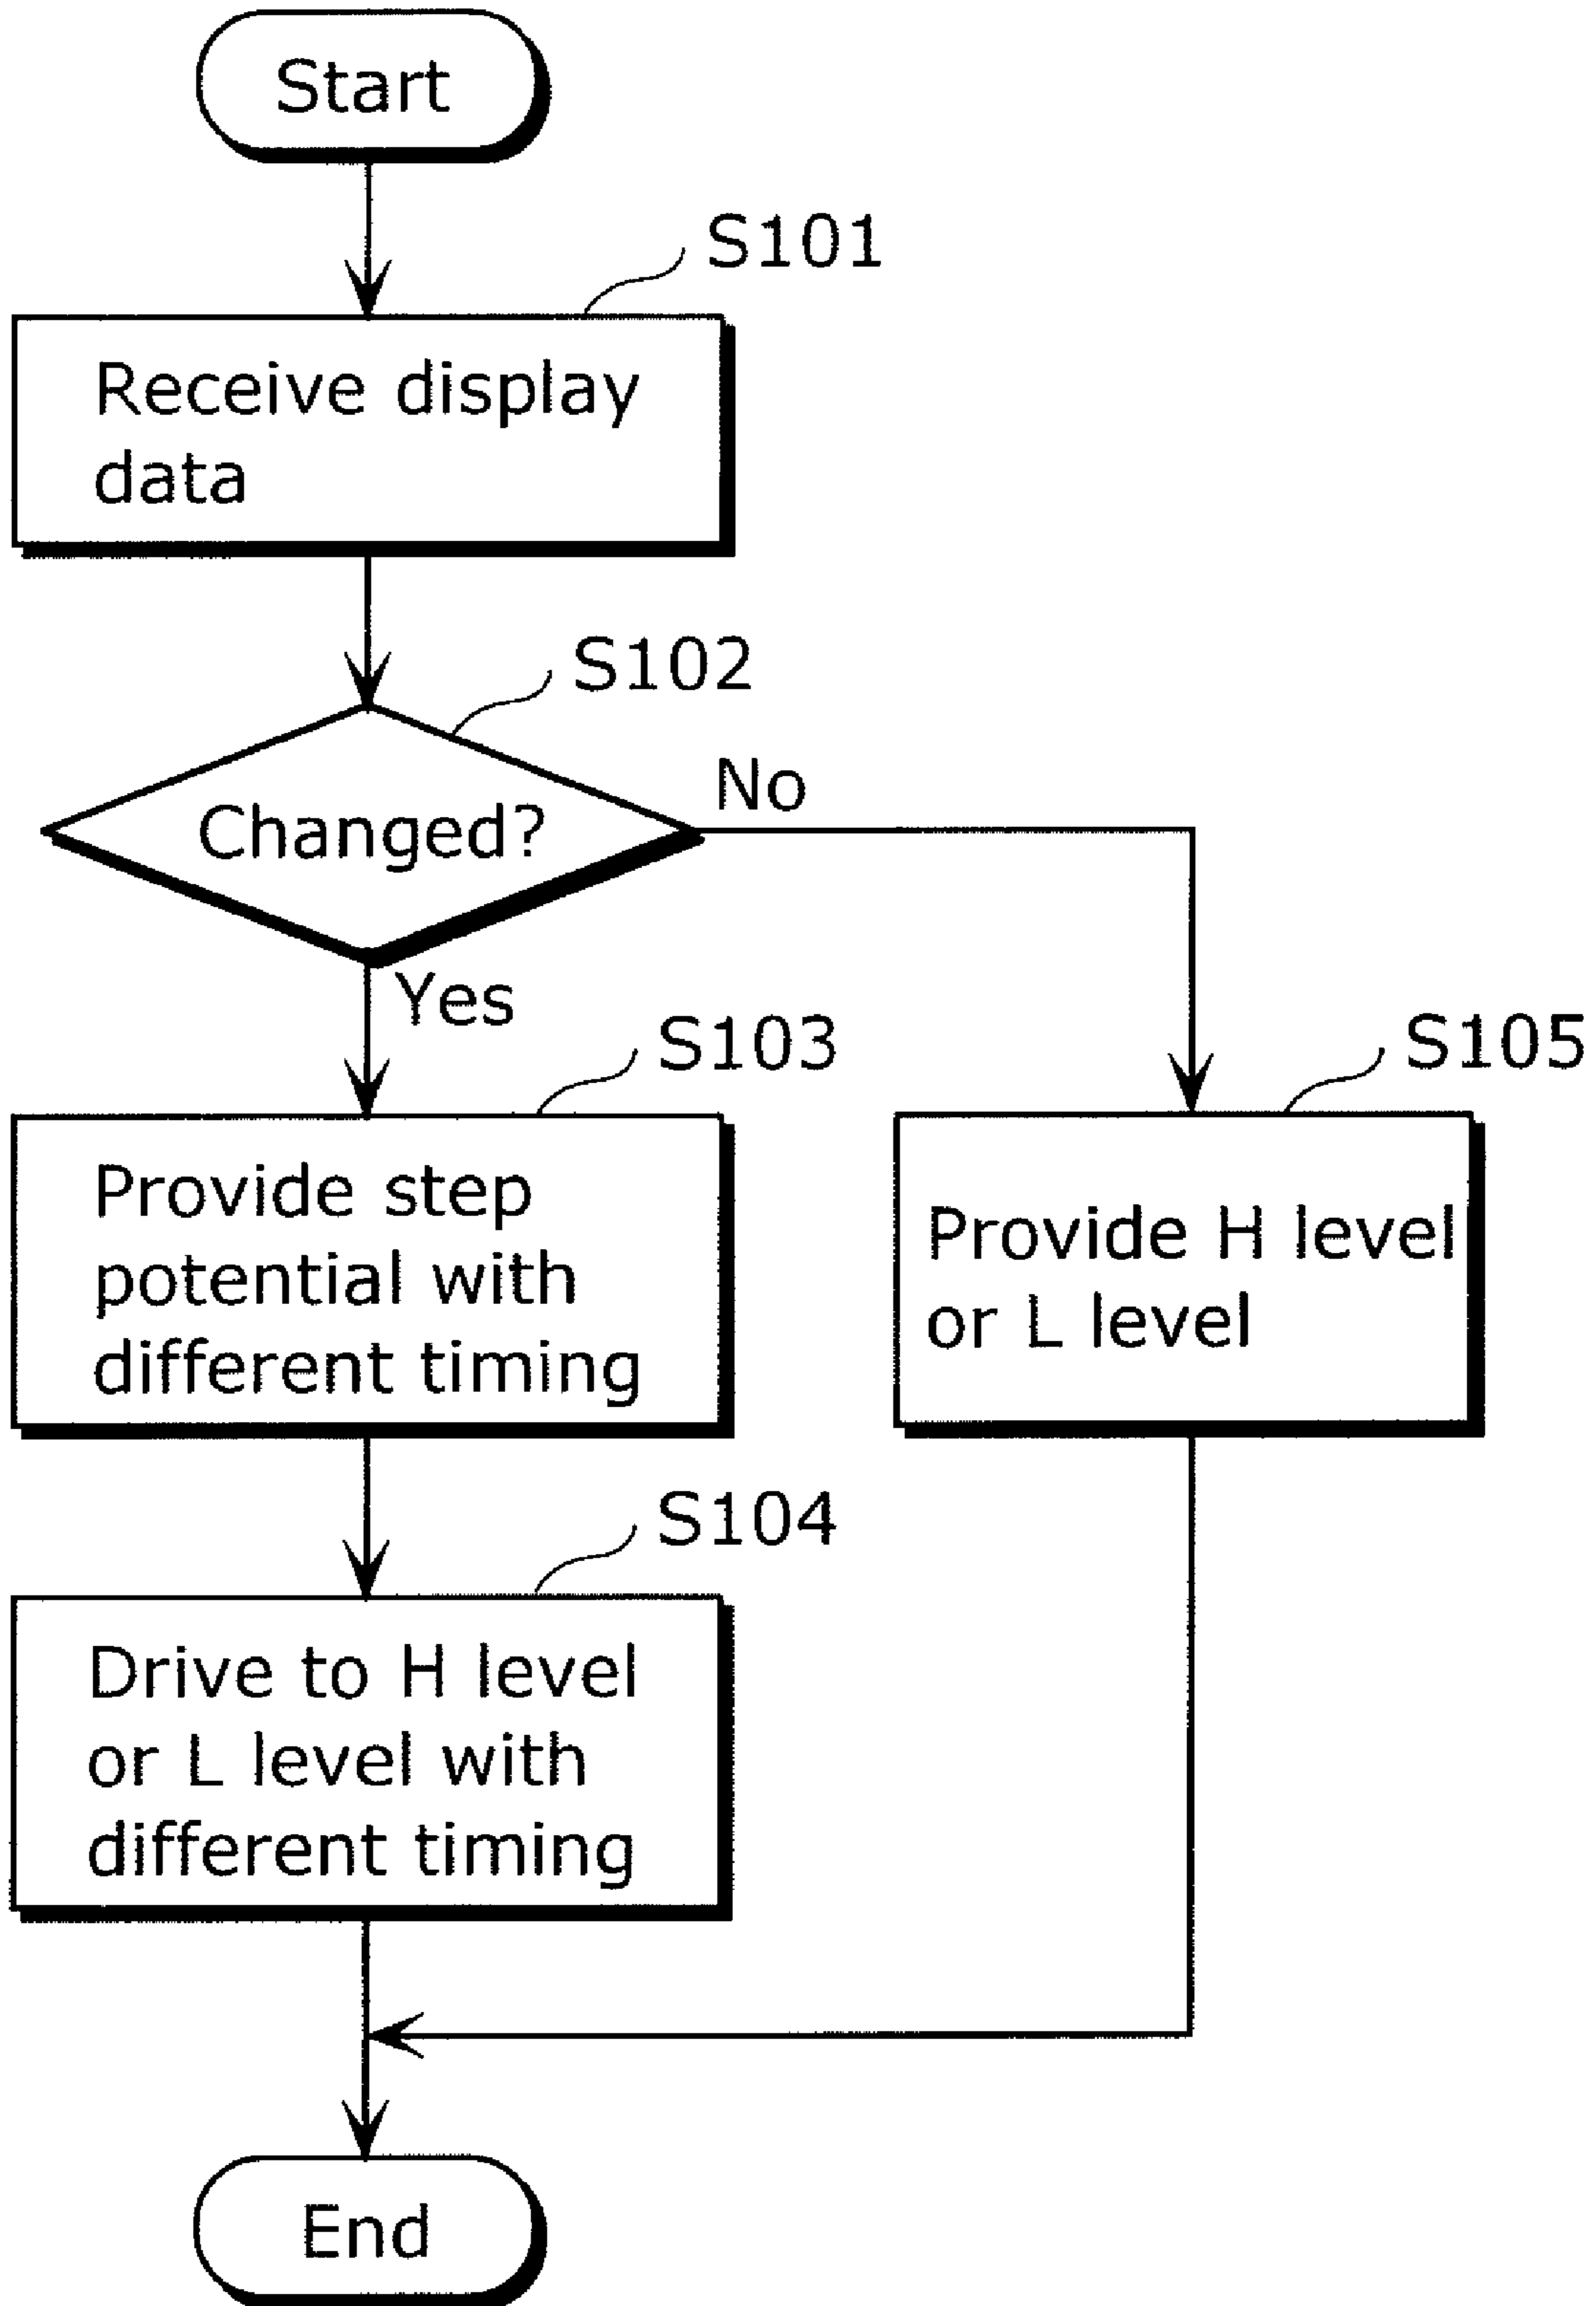 Start
S101
Receive display
data
S102
Changed?
No
Yes
S103
Provide step
potential with
different timing
S105
Provide H level
or L level
S104
Drive to H level
or L level with
different timing
End